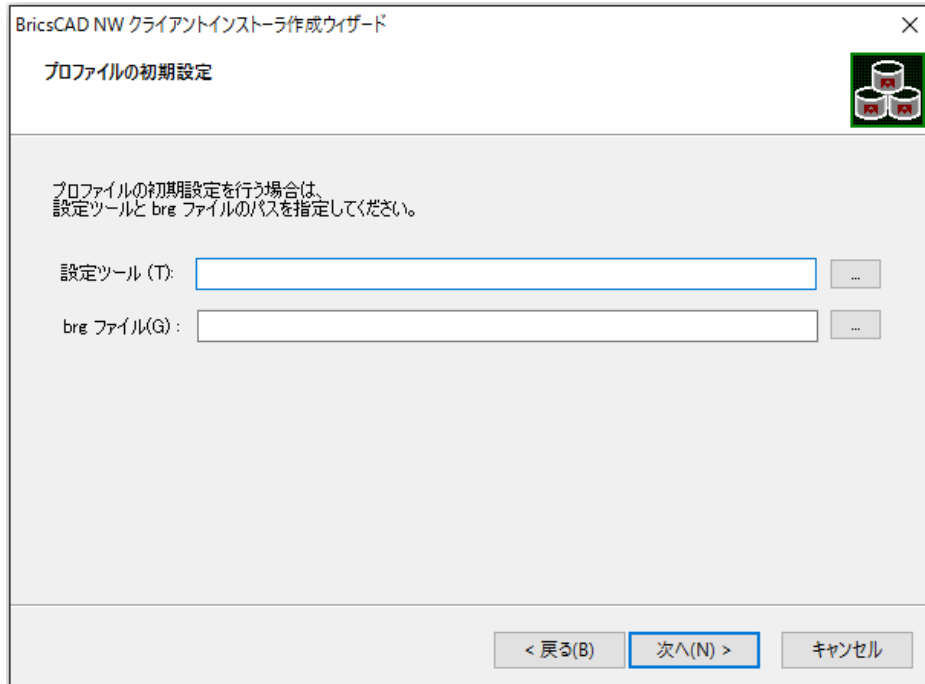 BricsCAD NW クライアントインストーラ作成ウィザード
プロファイルの初期設定
プロファイルの初期設定を行う場合は、
設定ツールと brg ファイルのパスを指定してください。
設定ツール (T):
...
brg ファイル(G) :
...
< 戻る(B)
次へ(N) >
キャンセル